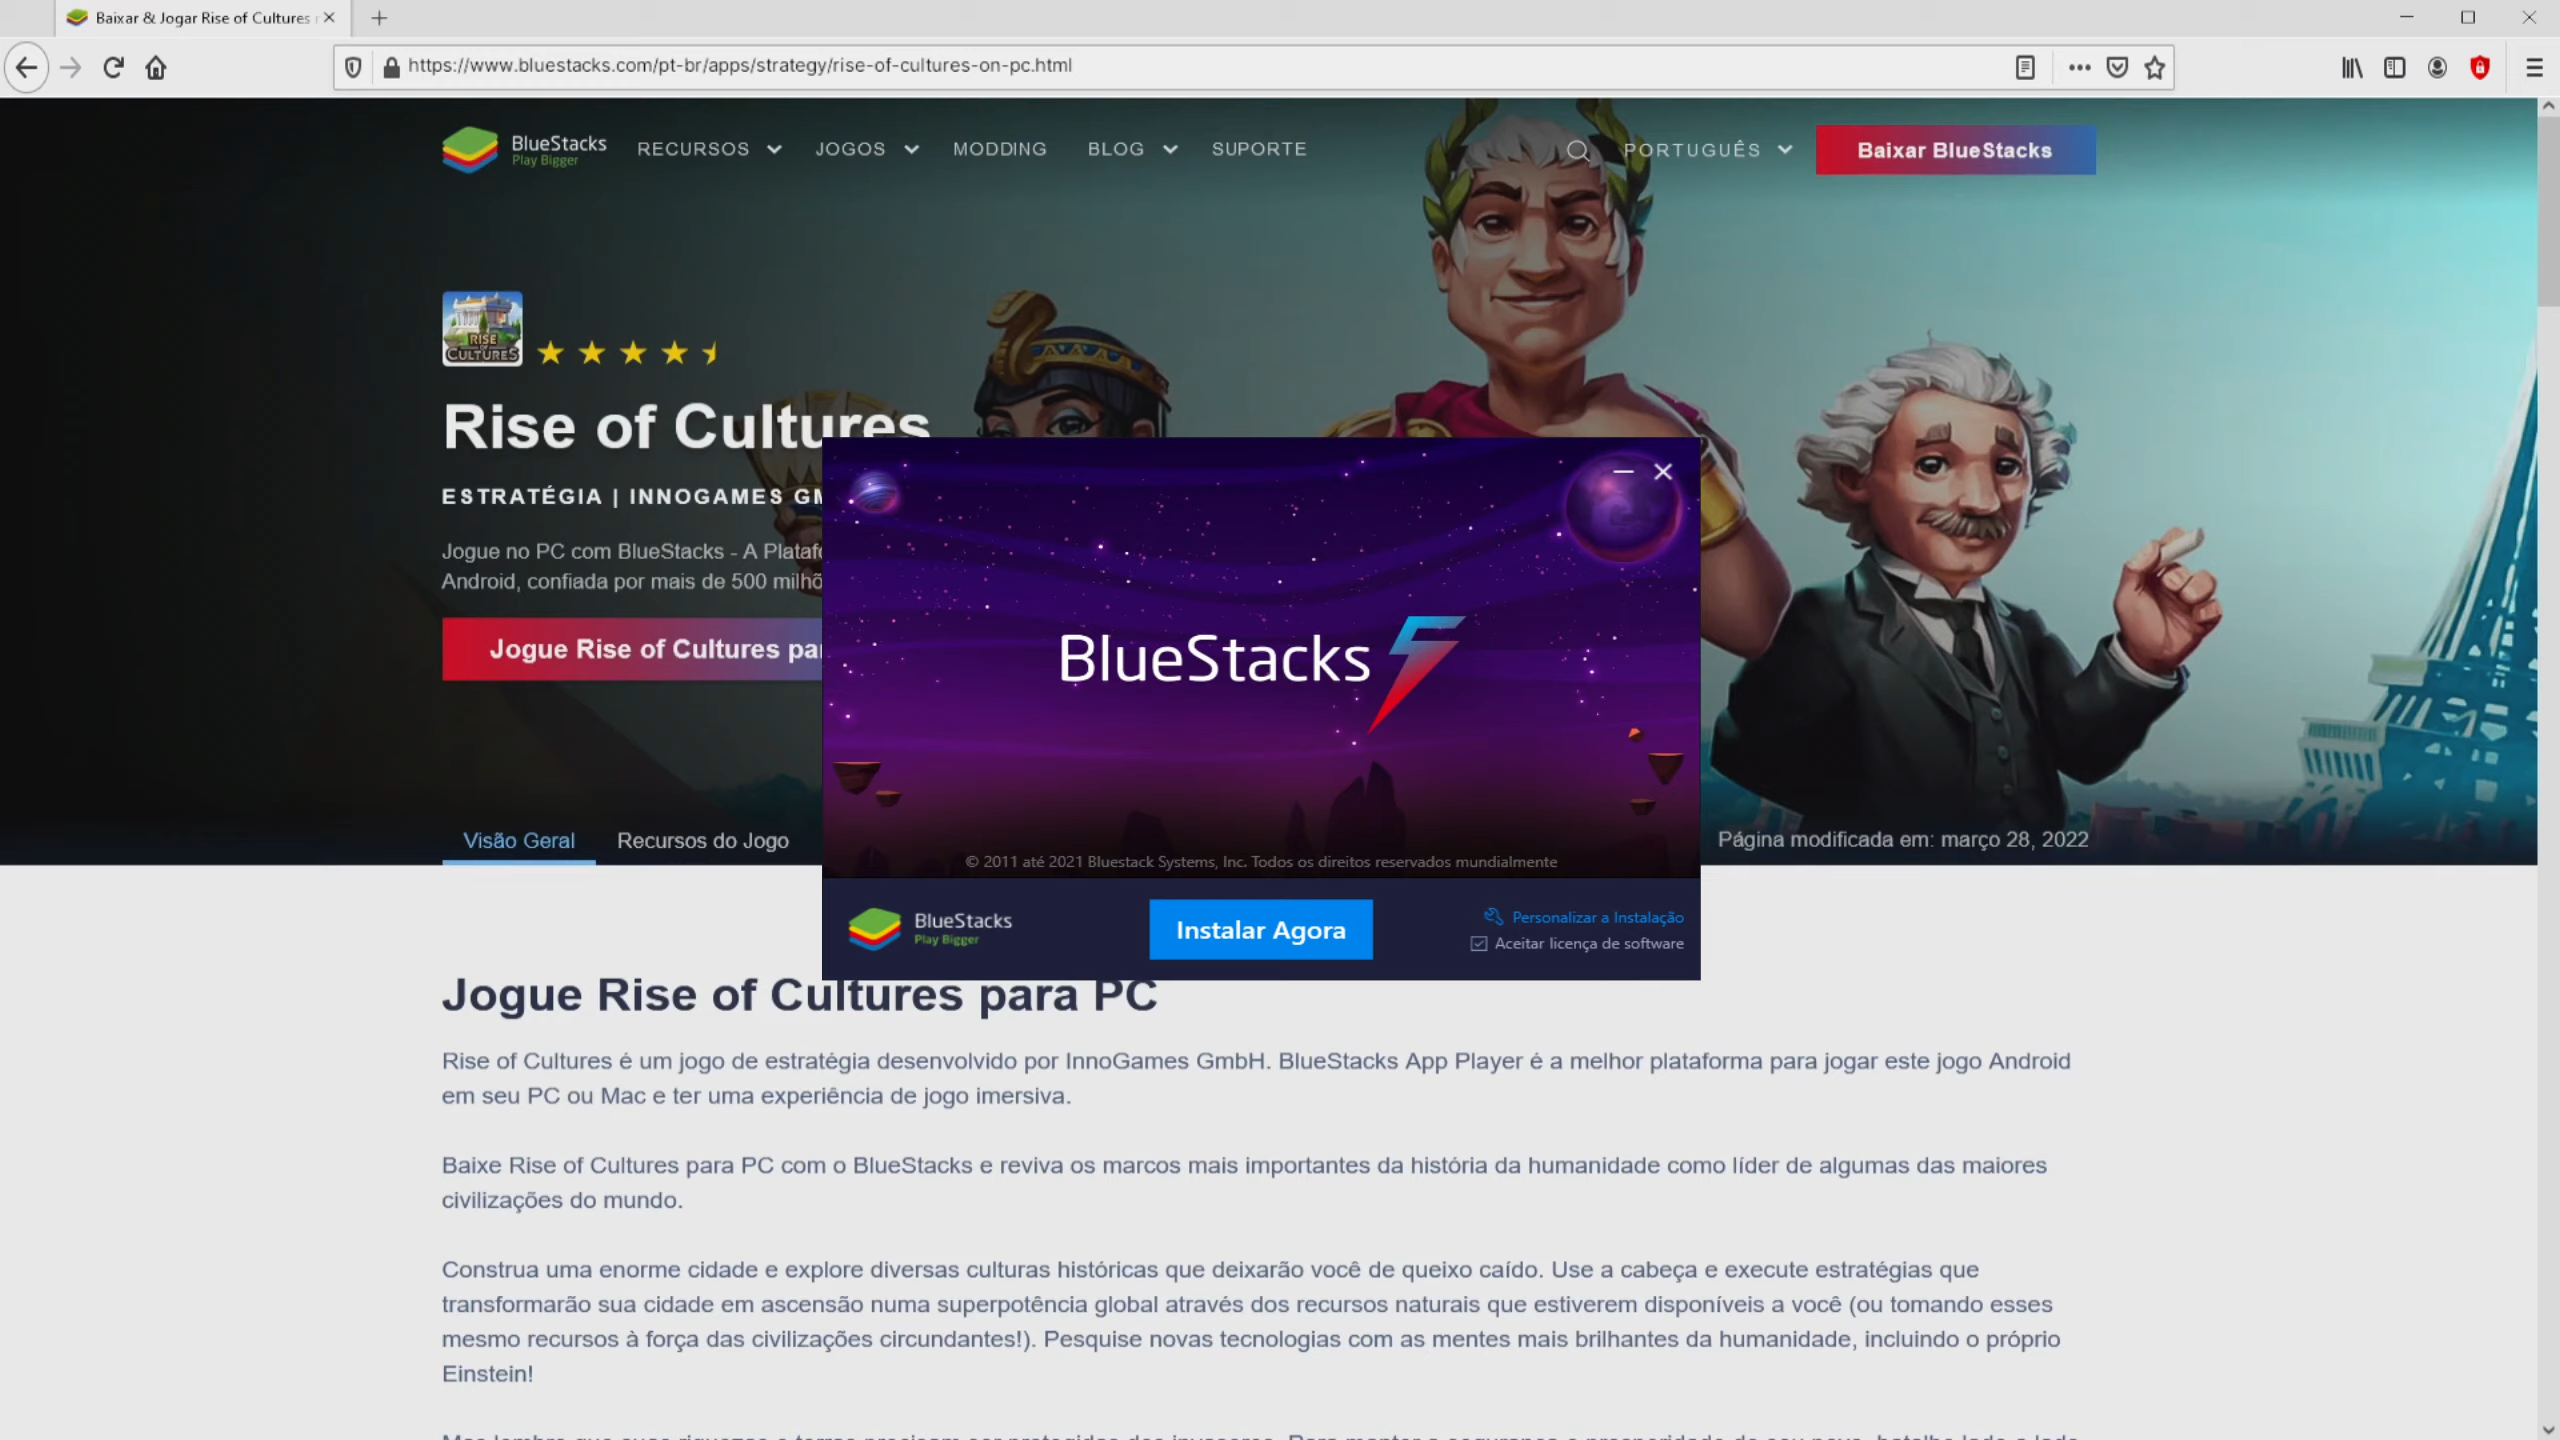 Baixar & Jogar Rise of Cultures
https://www.bluestacks.com/pt-br/apps/strategy/rise-of-cultures-on-pc.html
BlueStacks
Play Bigger
RECURSOS
JOGOS
MODDING
BLOG
SUPORTE
PORTUGUÊS
Baixar BlueStacks
RISE
OF
CULTURES
Rise of Cultures
ESTRATÉGIA | INNOGAMES
Jogue no PC com BlueStacks - A
Android, confiada por mais de 500
Jogue Rise of Cultures
BlueStacks 5
© 2011 até 2021 Bluestack Systems, Inc. Todos os direitos reservados mundialmente
BlueStacks
Play Bigger
Instalar Agora
Personalizar a Instalação
Aceitar licença de software
Visão Geral
Recursos do Jogo
Página modificada em: março 28, 2022
Jogue Rise of Cultures para PC
Rise of Cultures é um jogo de estratégia desenvolvido por InnoGames GmbH. BlueStacks App Player é a melhor plataforma para jogar este jogo Android
em seu PC ou Mac e ter uma experiência de jogo imersiva.
Baixe Rise of Cultures para PC com o BlueStacks e reviva os marcos mais importantes da história da humanidade como líder de algumas das maiores
civilizações do mundo.
Construa uma enorme cidade e explore diversas culturas históricas que deixarão você de queixo caído. Use a cabeça e execute estratégias que
transformarão sua cidade em ascensão numa superpotência global através dos recursos naturais que estiverem disponíveis a você (ou tomando esses
mesmo recursos à força das civilizações circundantes!). Pesquise novas tecnologias com as mentes mais brilhantes da humanidade, incluindo o próprio
Einstein!